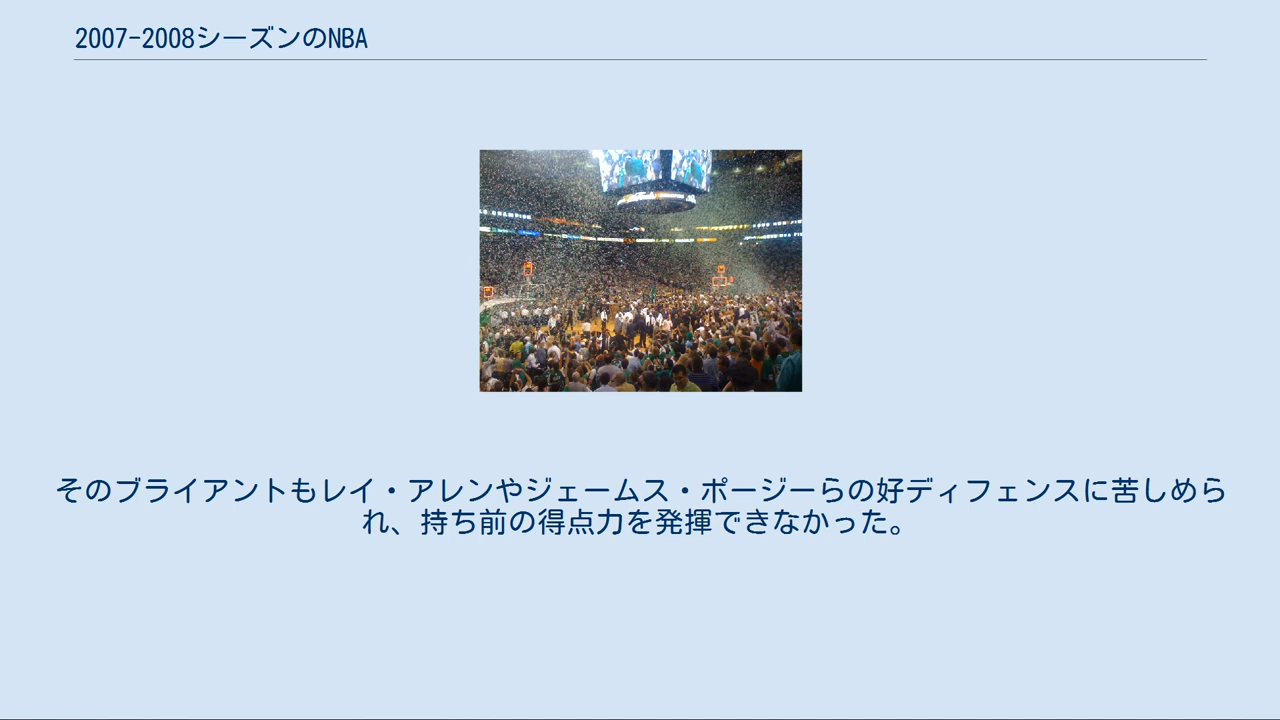 2007-2008シーズンのNBA
そのブライアントもレイ・アレンやジェームス・ポージーらの好ディフェンスに苦しめら
れ、持ち前の得点力を発揮できなかった。